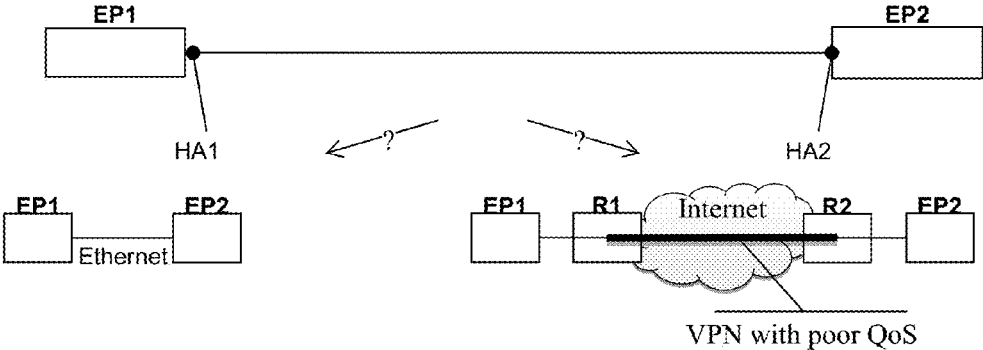 EP1
EP2
HA1
?
?
HA2
EP1
EP2
Ethernet
EP1
R1
Internet
R2
EP2
VPN with poor QoS